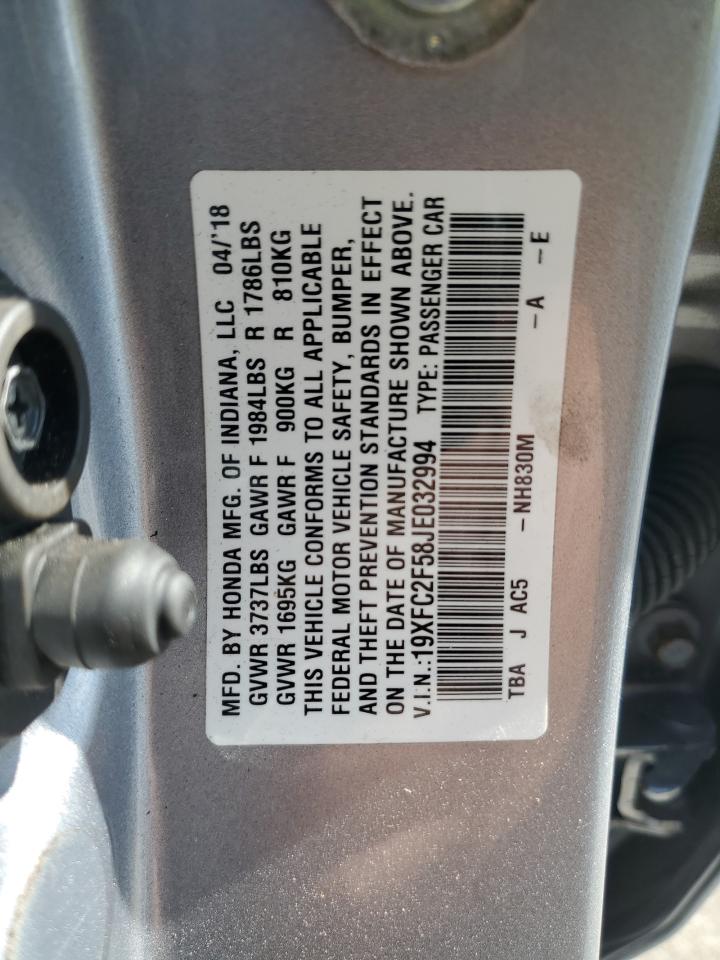 MFD. BY HONDA MFG. OF INDIANA, LLC 04/'18
GVWR 3737LBS GAWR F 1984LBS R 1786LBS
GVWR 1695KG GAWR F 900KG R 810KG
THIS VEHICLE CONFORMS TO ALL APPLICABLE
FEDERAL MOTOR VEHICLE SAFETY, BUMPER,
AND THEFT PREVENTION STANDARDS IN EFFECT
ON THE DATE OF MANUFACTURE SHOWN ABOVE.
V.I.N.:19XFC2F58JE032994 TYPE: PASSENGER CAR
TBA J AC5 -NH830M -A -E